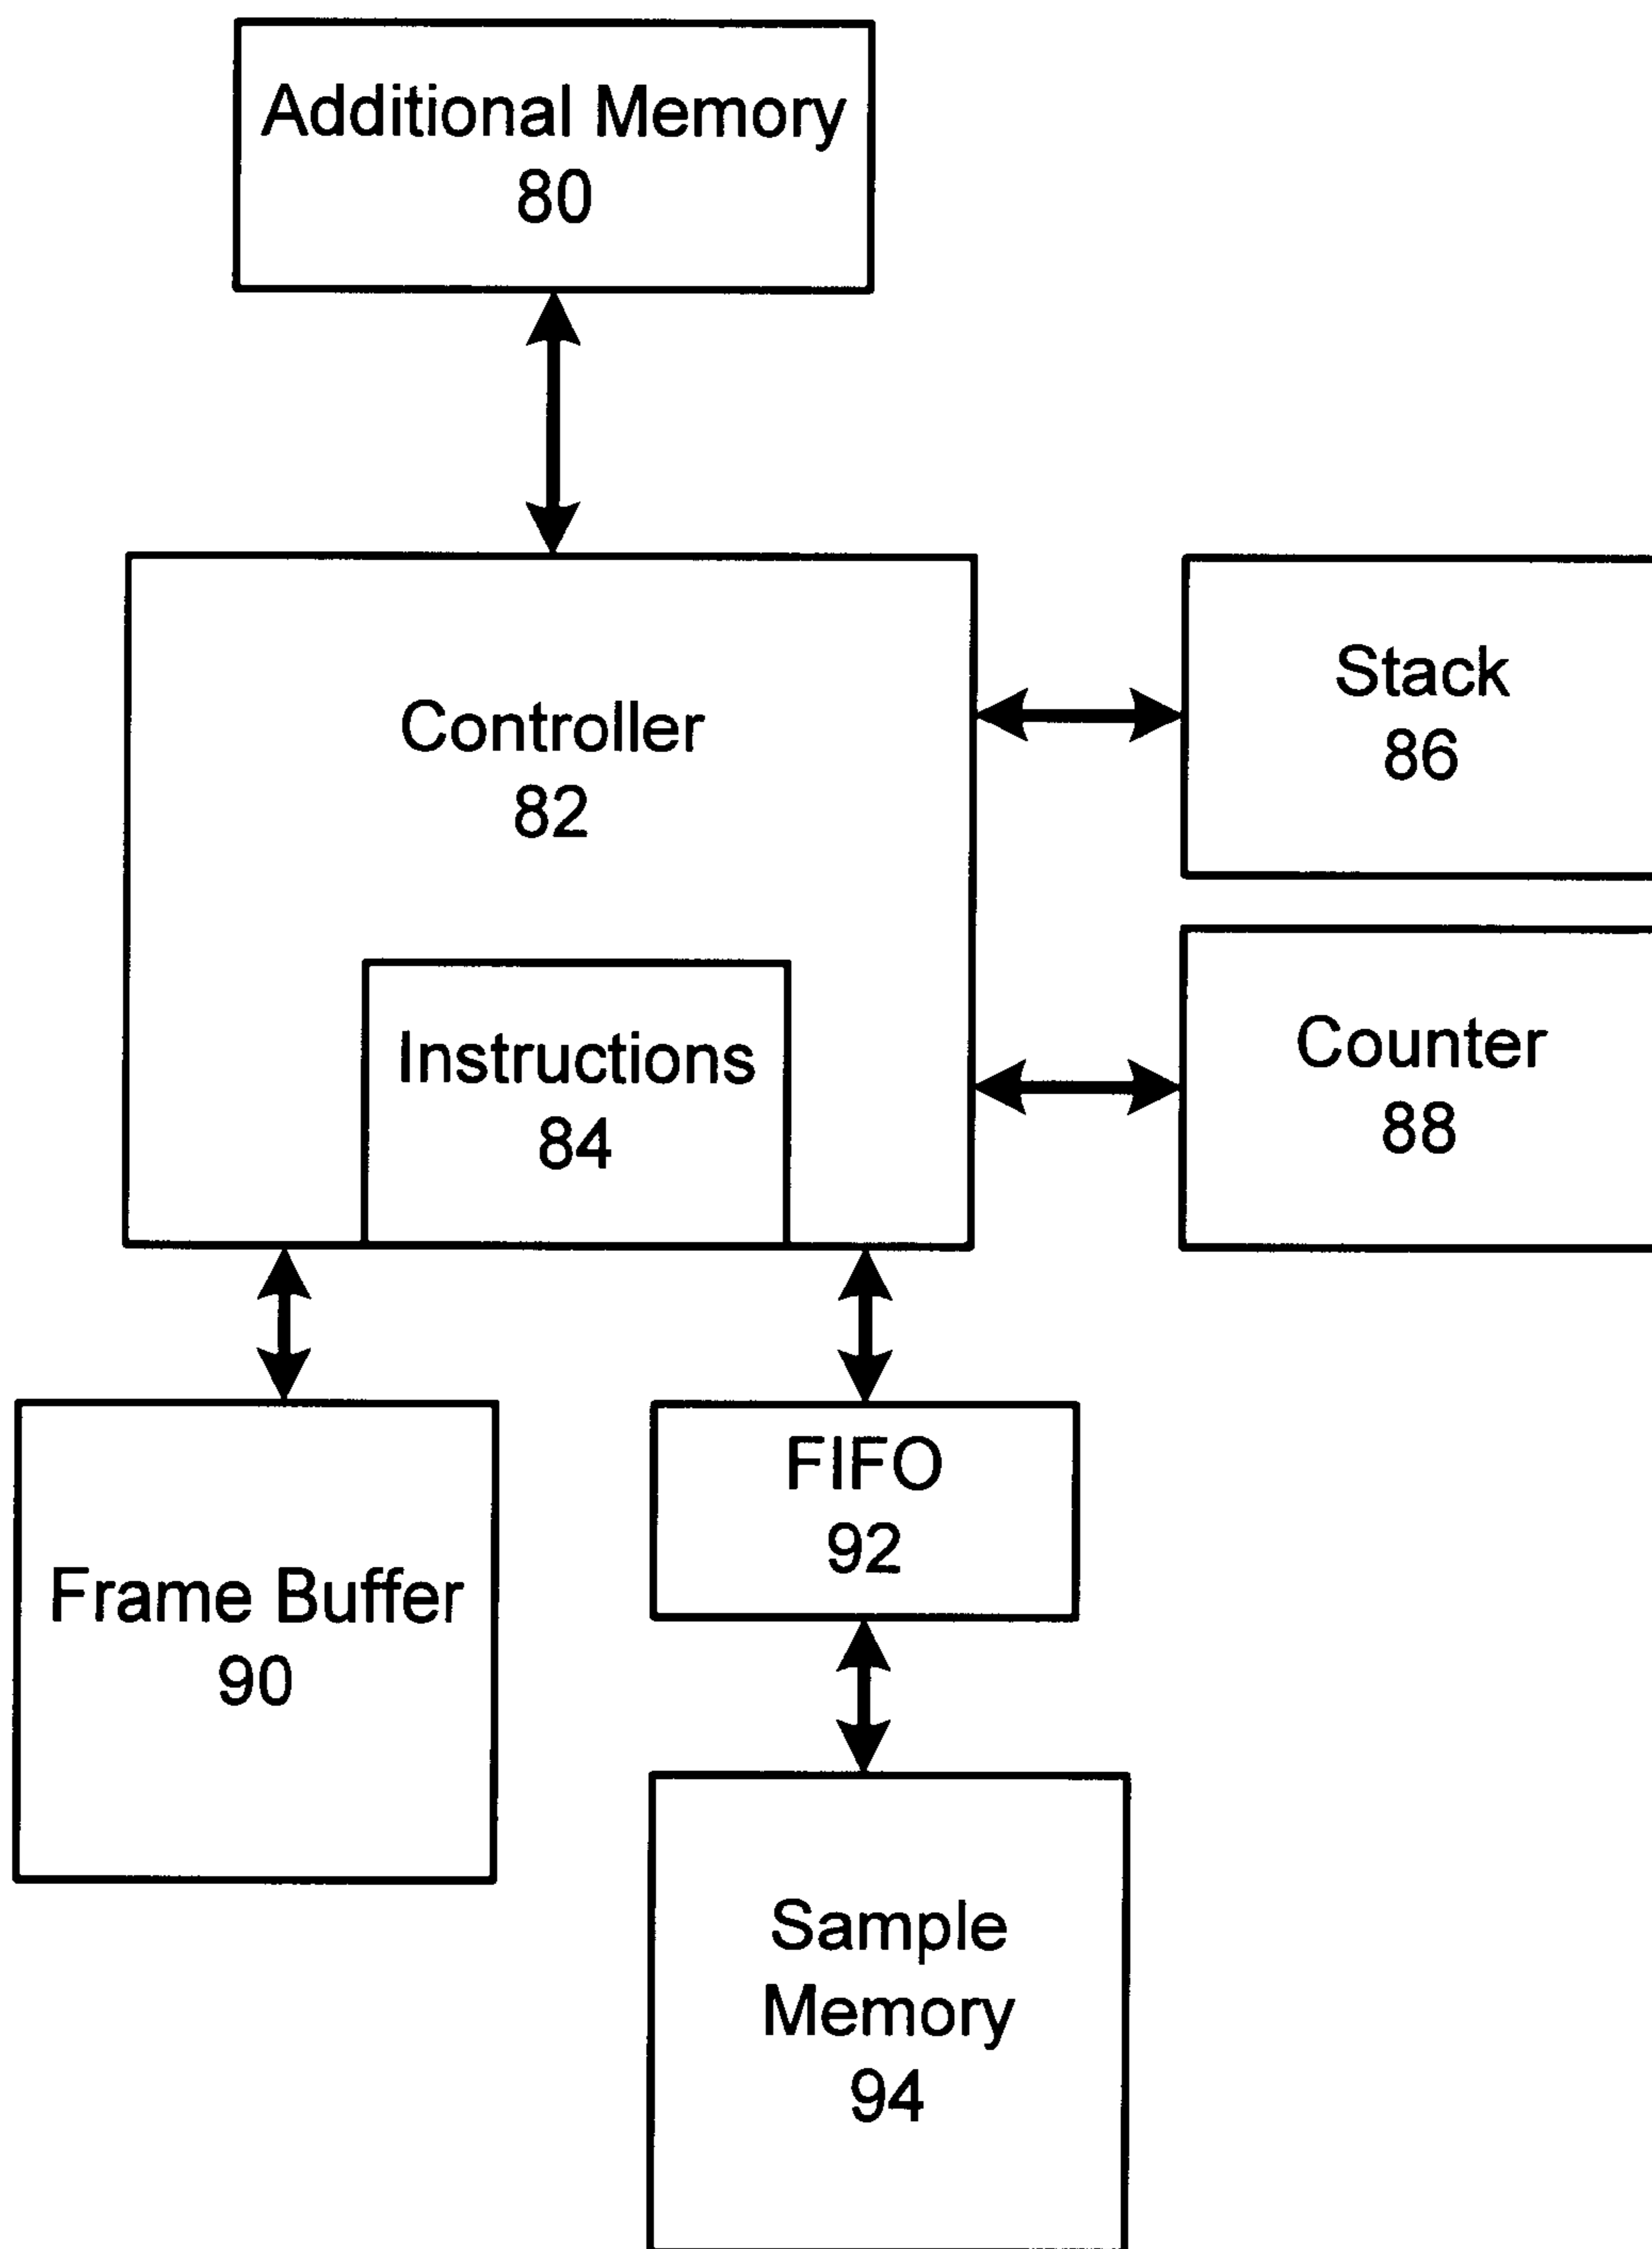 Additional Memory
80
Controller
82
Stack
86
Instructions
84
Counter
88
FIFO
92
Frame Buffer
90
Sample
Memory
94